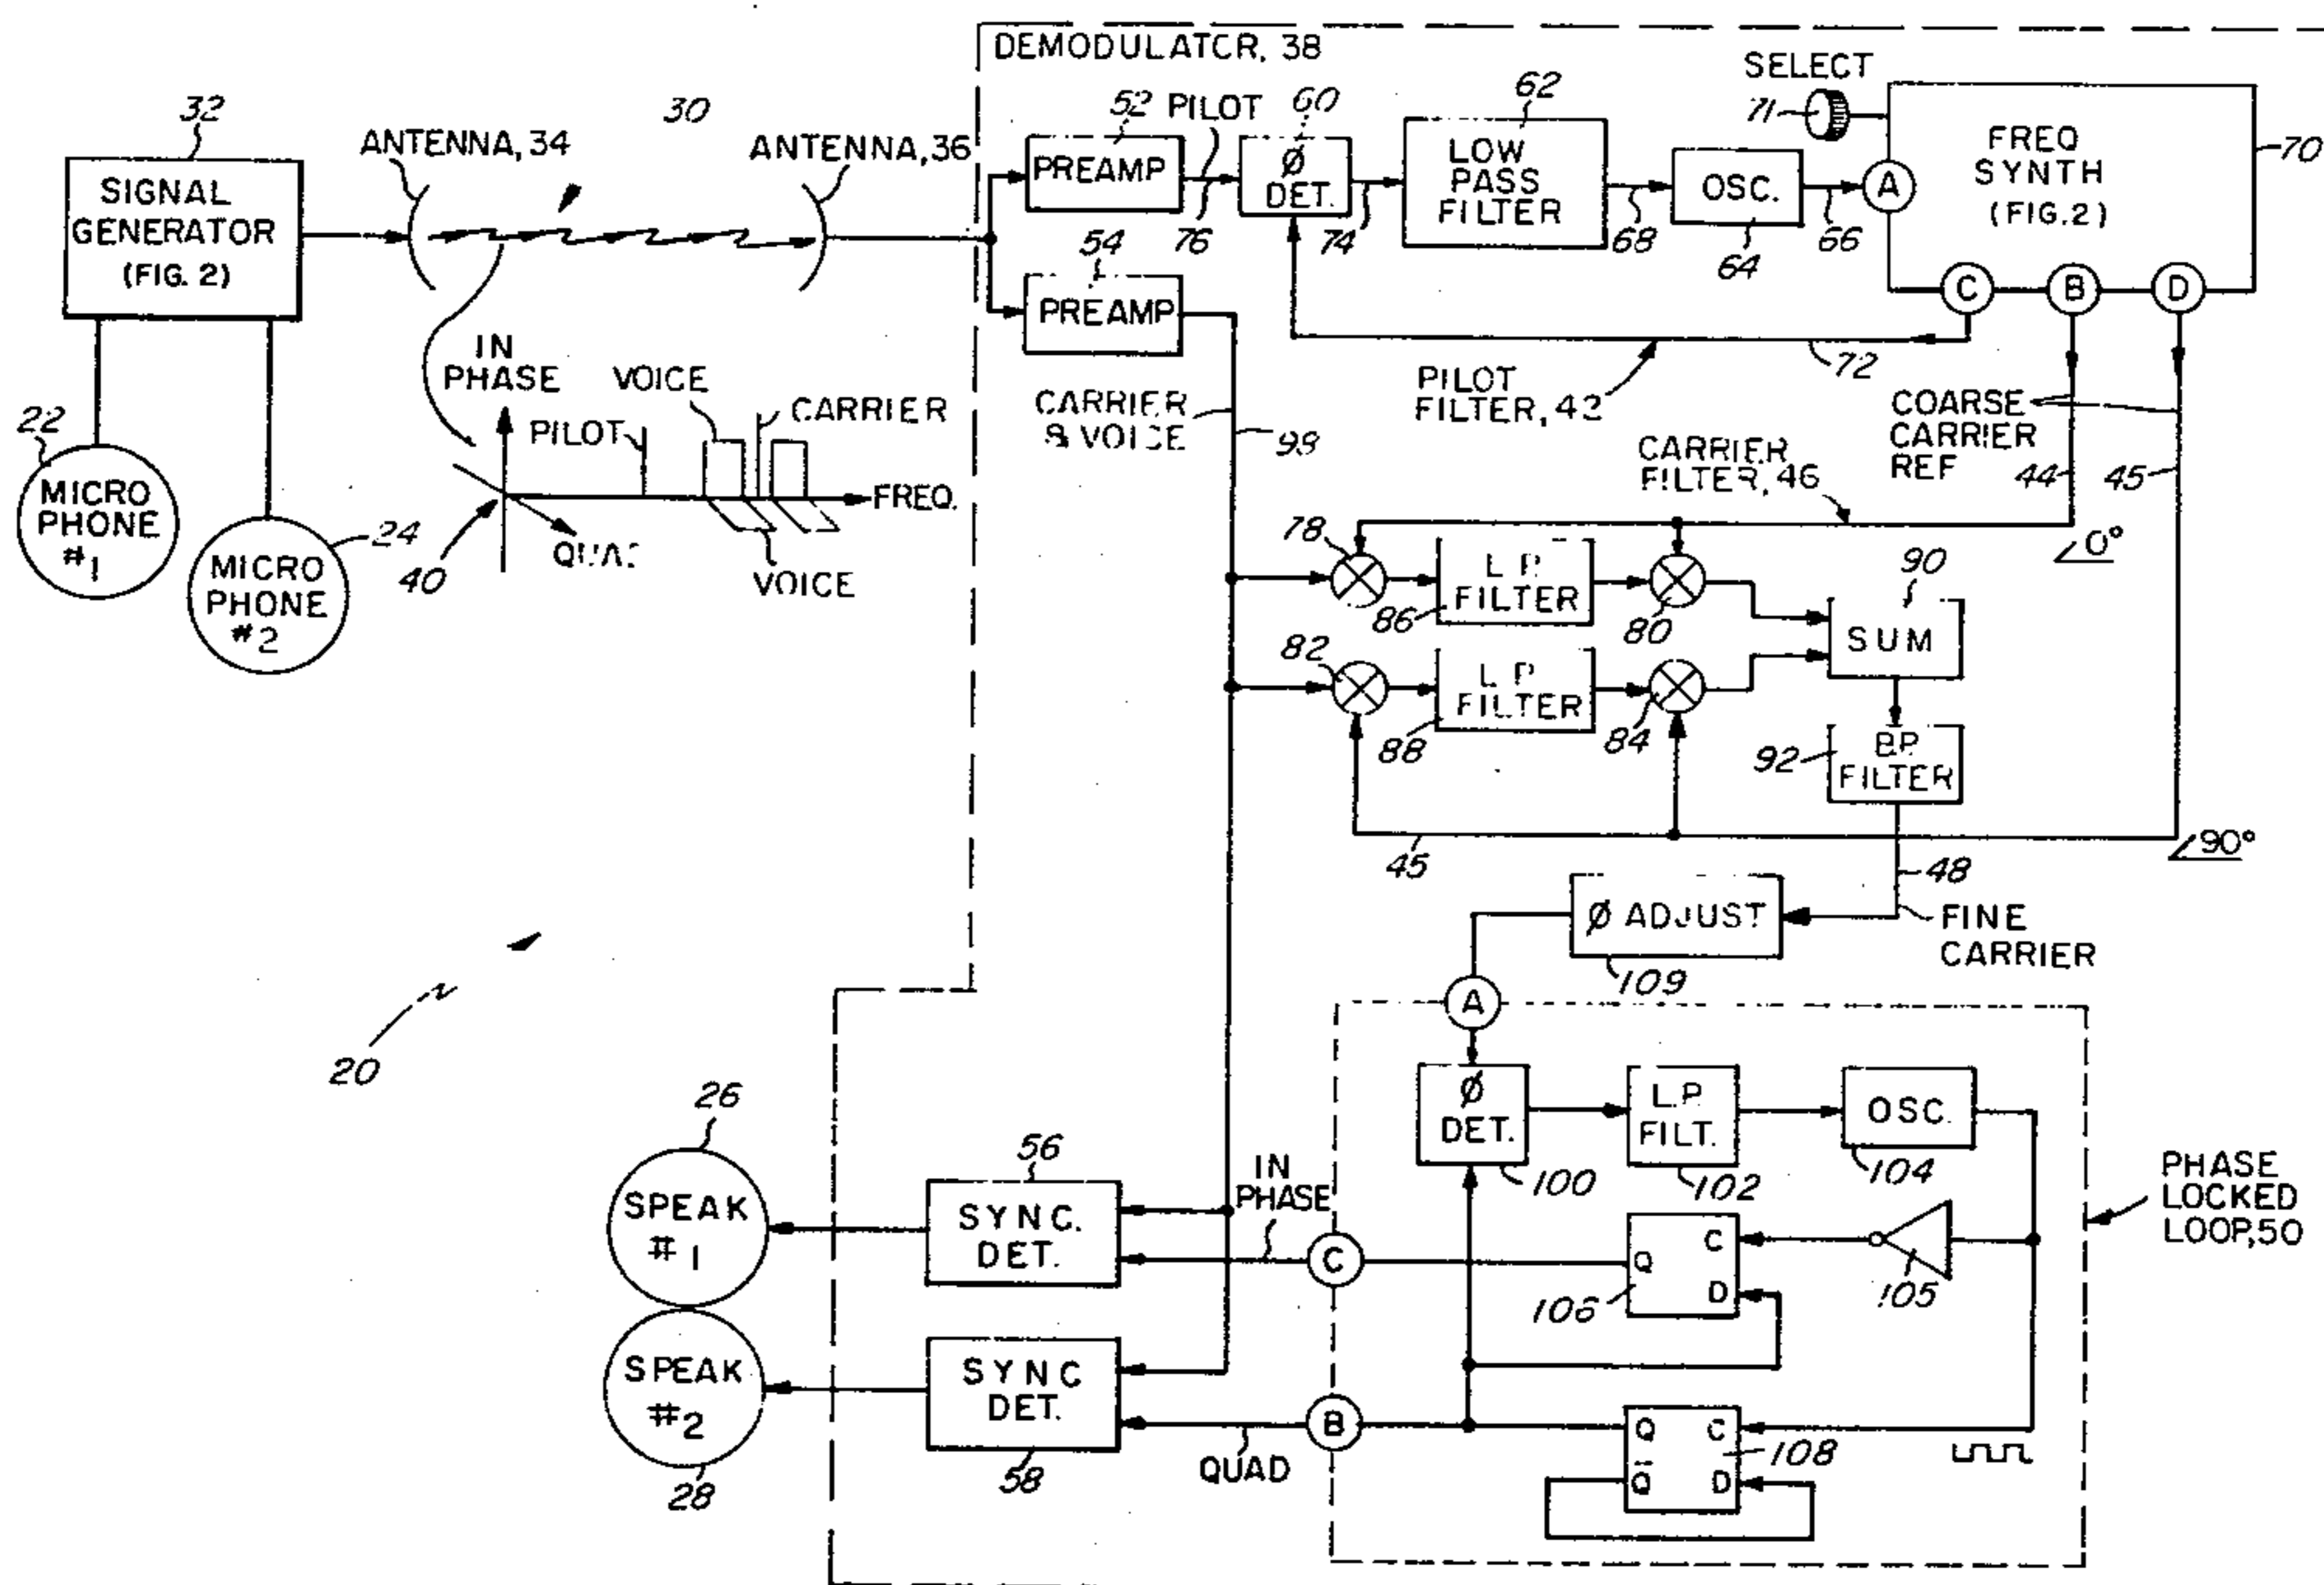 DEMODULATOR, 38
32
SIGNAL
GENERATOR
(FIG. 2)
ANTENNA, 34
30
ANTENNA, 36
52
PREAMP
PILOT
76
60
Ø
DET.
74
62
LOW
PASS
FILTER
68
OSC.
64
66
SELECT
71
A
FREQ
SYNTH
(FIG. 2)
70
C
B
D
54
PREAMP
72
PILOT
FILTER, 42
CARRIER
& VOICE
98
COARSE
CARRIER
REF
44
45
CARRIER
FILTER, 46
IN
PHASE
VOICE
CARRIER
PILOT
FREQ.
40
VOICE
22
MICRO
PHONE
#1
24
MICRO
PHONE
#2
78
L P
FILTER
86
80
∠0°
90
SUM
82
L P
FILTER
88
84
92
BP
FILTER
45
∠90°
48
FINE
CARRIER
Ø ADJUST
109
A
20
Ø
DET.
100
L.P.
FILT.
102
OSC.
104
PHASE
LOCKED
LOOP, 50
105
26
SPEAK
#1
56
SYNC.
DET.
IN
PHASE
C
Q
C
D
106
SPEAK
#2
28
SYNC
DET.
58
QUAD
B
Q
C
108
Q̅
D